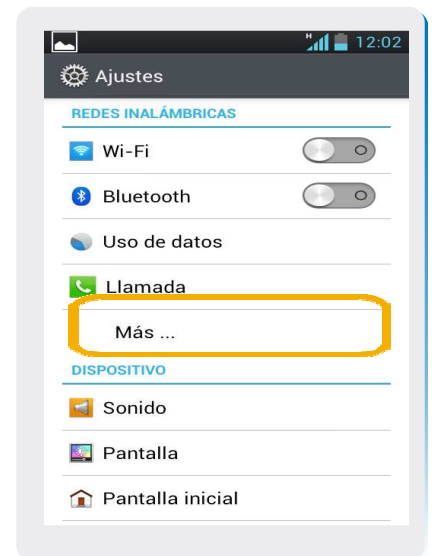 H 12:02
Ajustes
REDES INALÁMBRICAS
Wi-Fi
Bluetooth
Uso de datos
Llamada
Más ...
DISPOSITIVO
Sonido
Pantalla
Pantalla inicial